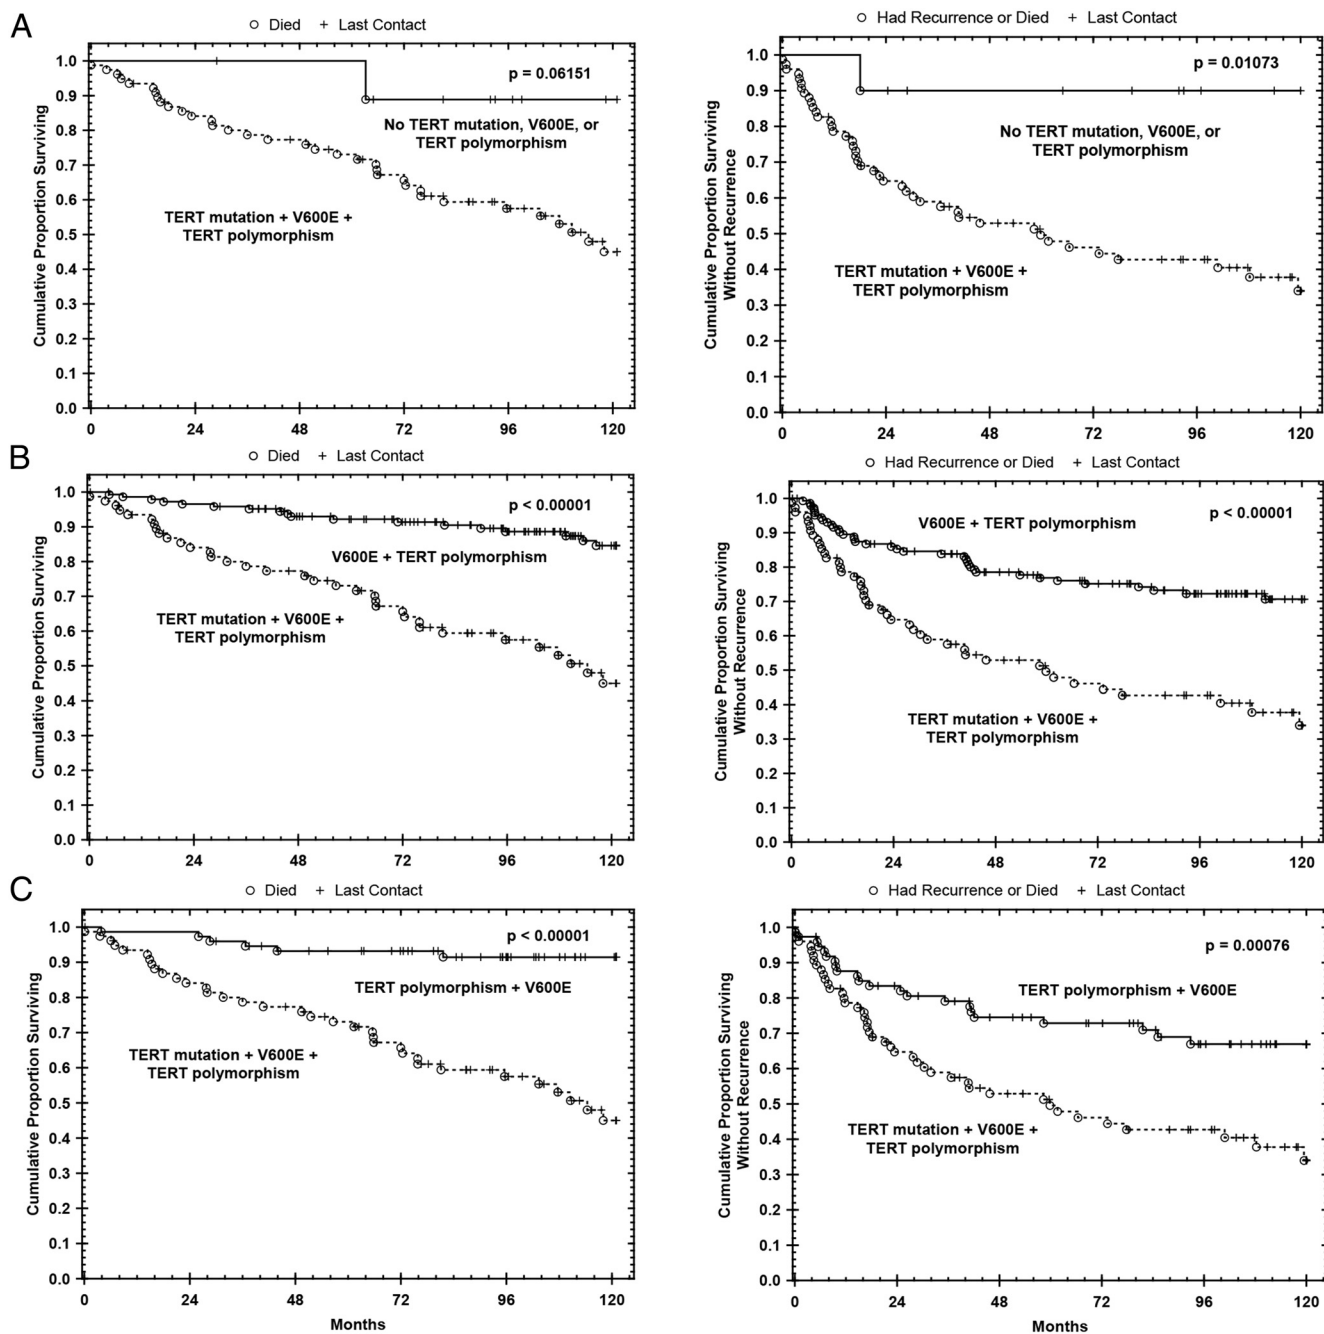 A
○ Died + Last Contact
Cumulative Proportion Surviving
1.0
0.9
0.8
0.7
0.6
0.5
0.4
0.3
0.2
0.1
0.0
p = 0.06151
No TERT mutation, V600E, or
TERT polymorphism
TERT mutation + V600E +
TERT polymorphism
0 24 48 72 96 120
○ Had Recurrence or Died + Last Contact
Cumulative Proportion Surviving
Without Recurrence
1.0
0.9
0.8
0.7
0.6
0.5
0.4
0.3
0.2
0.1
0.0
p = 0.01073
No TERT mutation, V600E, or
TERT polymorphism
TERT mutation + V600E +
TERT polymorphism
0 24 48 72 96 120
B
○ Died + Last Contact
Cumulative Proportion Surviving
1.0
0.9
0.8
0.7
0.6
0.5
0.4
0.3
0.2
0.1
0.0
p < 0.00001
V600E + TERT polymorphism
TERT mutation + V600E +
TERT polymorphism
0 24 48 72 96 120
○ Had Recurrence or Died + Last Contact
Cumulative Proportion Surviving
Without Recurrence
1.0
0.9
0.8
0.7
0.6
0.5
0.4
0.3
0.2
0.1
0.0
p < 0.00001
V600E + TERT polymorphism
TERT mutation + V600E +
TERT polymorphism
0 24 48 72 96 120
C
○ Died + Last Contact
Cumulative Proportion Surviving
1.0
0.9
0.8
0.7
0.6
0.5
0.4
0.3
0.2
0.1
0.0
p < 0.00001
TERT polymorphism + V600E
TERT mutation + V600E +
TERT polymorphism
0 24 48 72 96 120
Months
○ Had Recurrence or Died + Last Contact
Cumulative Proportion Surviving
Without Recurrence
1.0
0.9
0.8
0.7
0.6
0.5
0.4
0.3
0.2
0.1
0.0
p = 0.00076
TERT polymorphism + V600E
TERT mutation + V600E +
TERT polymorphism
0 24 48 72 96 120
Months